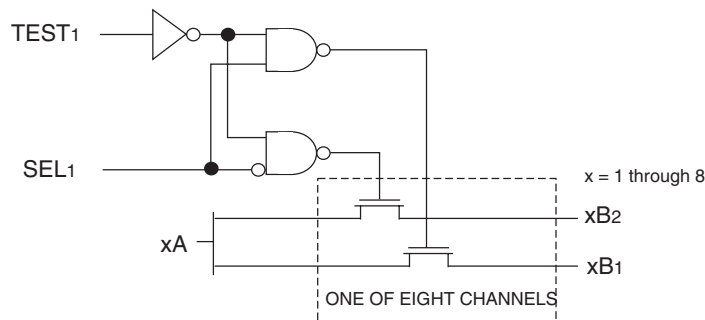 TEST1
SEL1
x = 1 through 8
xB2
xA
xB1
ONE OF EIGHT CHANNELS